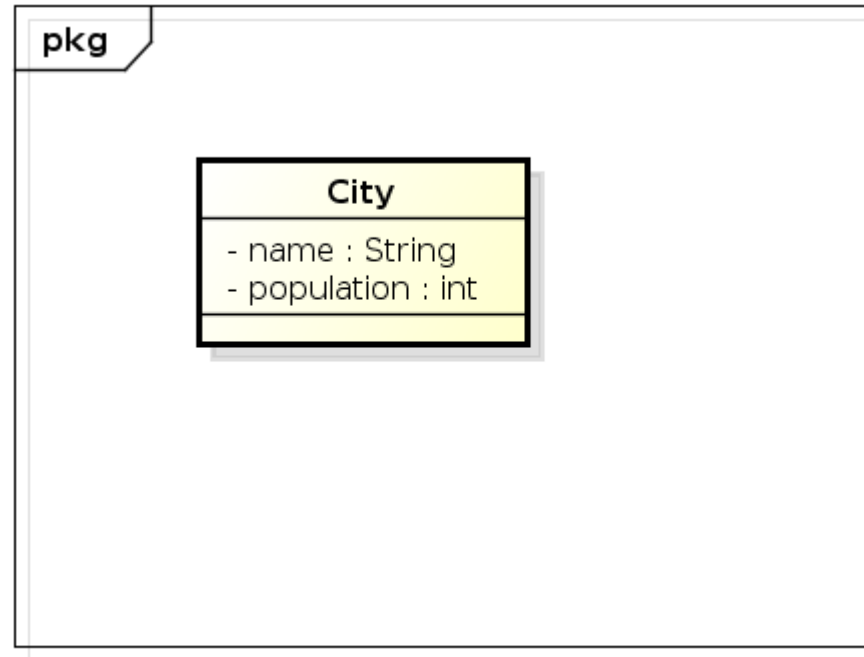 pkg
City
- name : String
- population : int